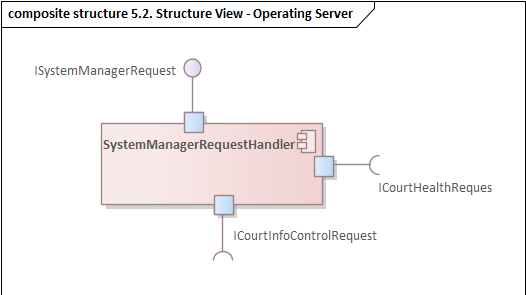 composite structure 5.2. Structure View - Operating Server
ISystemManagerRequest
SystemManagerRequestHandler
ICourtHealthReques
ICourtInfoControlRequest